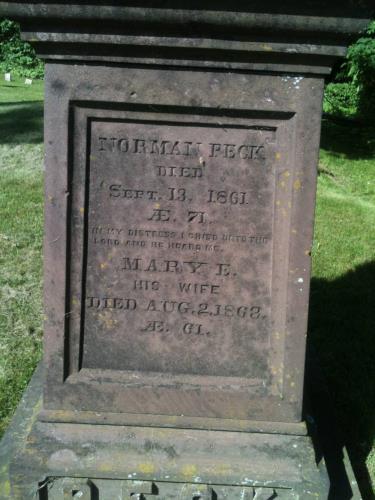 NORMAN PECK
DIED
SEPT. 13. 1861
Æ. 71.
IN MY DISTRESS I CRIED UNTO THE
LORD AND HE HEARD ME.
MARY E.
HIS WIFE
DIED AUG. 2, 1868.
Æ. 61.